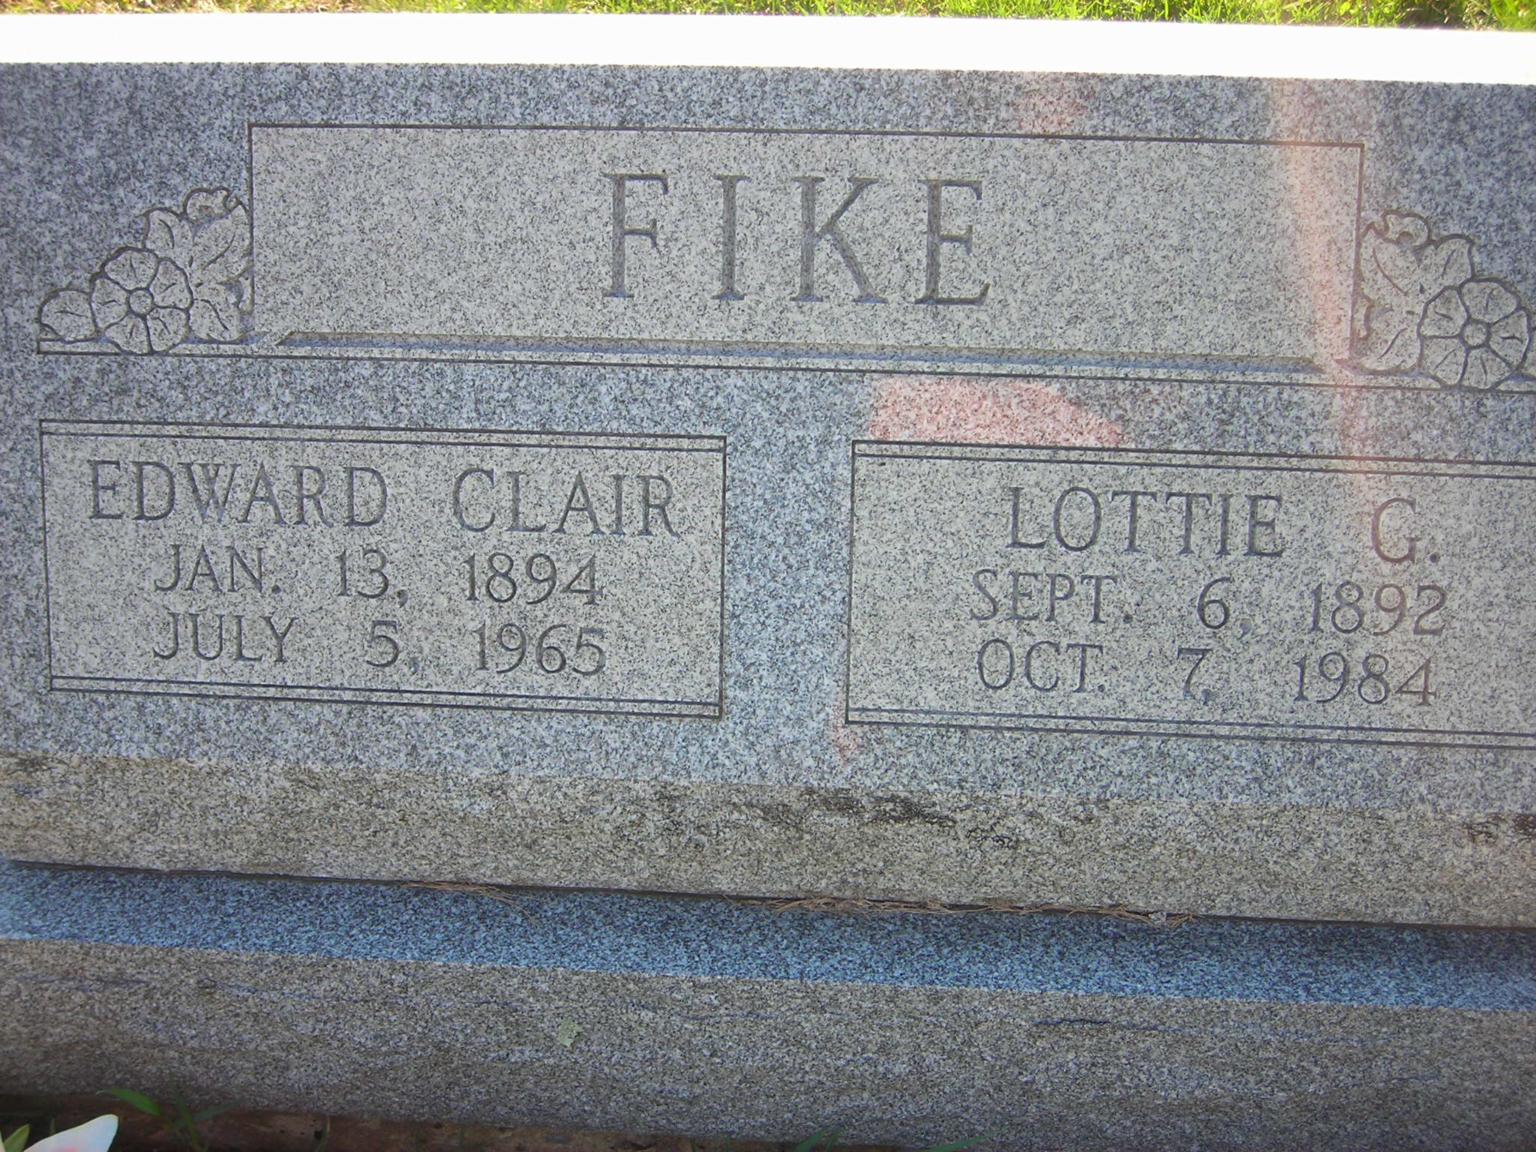 FIKE
EDWARD CLAIR
JAN. 13, 1894
JULY 5, 1965
LOTTIE G.
SEPT. 6, 1892
OCT. 7, 1984